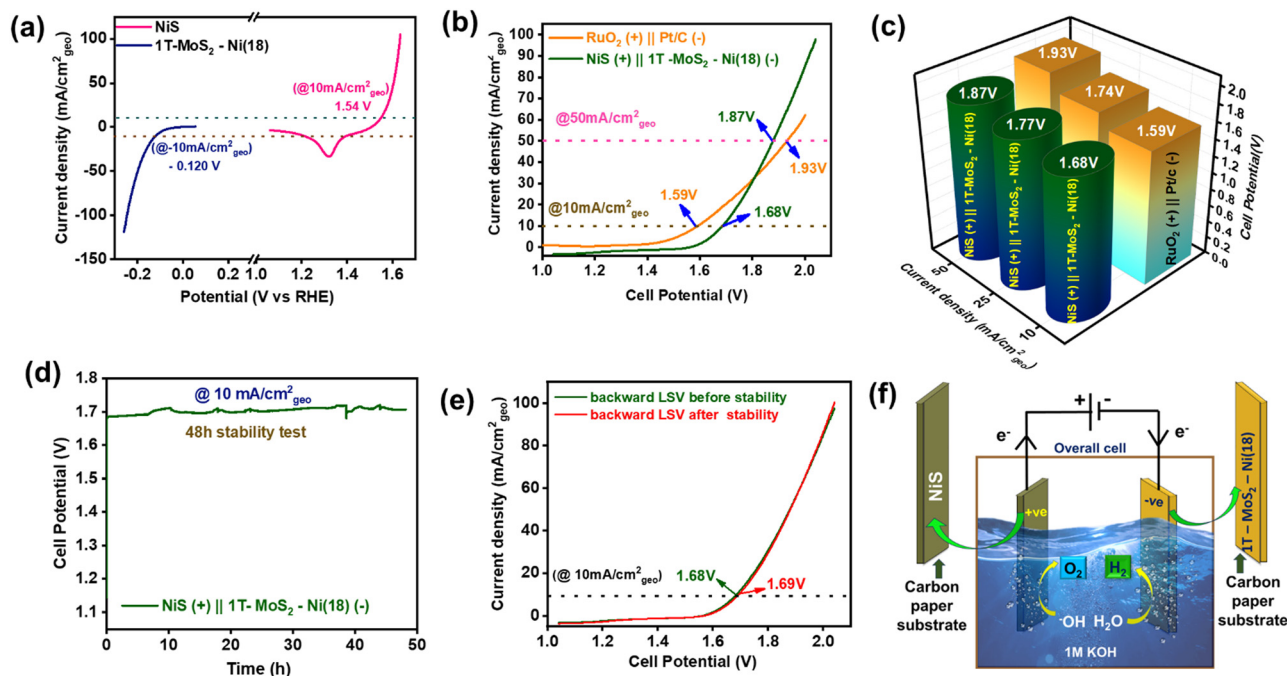 (a)
NiS
1T-MoS₂ - Ni(18)
(@10mA/cm²geo)
1.54 V
(@-10mA/cm²geo)
- 0.120 V
Current density (mA/cm²geo)
100
50
0
-50
-100
-150
-0.2
0.0
0.2
1.2
1.4
1.6
Potential (V vs RHE)
(b)
RuO₂ (+) || Pt/C (-)
NiS (+) || 1T -MoS₂ - Ni(18) (-)
@50mA/cm²geo
1.87V
1.93V
1.59V
@10mA/cm²geo
1.68V
Current density (mA/cm²geo)
100
90
80
70
60
50
40
30
20
10
0
1.0
1.2
1.4
1.6
1.8
2.0
Cell Potential (V)
(c)
1.93V
1.87V
1.74V
1.77V
1.59V
1.68V
NiS (+) || 1T-MoS₂ - Ni(18)
NiS (+) || 1T-MoS₂ - Ni(18)
NiS (+) || 1T-MoS₂ - Ni(18)
RuO₂ (+) || Pt/c (-)
2.0
1.8
1.6
1.4
1.2
1.0
0.8
0.6
0.4
0.2
0.0
Cell Potential(V)
50
25
10
Current density (mA/cm²geo)
(d)
@ 10 mA/cm²geo
48h stability test
NiS (+) || 1T- MoS₂ - Ni(18) (-)
Cell Potential (V)
1.8
1.7
1.6
1.5
1.4
1.3
1.2
1.1
0
10
20
30
40
50
Time (h)
(e)
backward LSV before stability
backward LSV after stability
(@ 10mA/cm²geo)
1.68V
1.69V
Current density (mA/cm²geo)
100
80
60
40
20
0
1.0
1.2
1.4
1.6
1.8
2.0
Cell Potential (V)
(f)
+
-
e⁻
e⁻
Overall cell
NiS
+ve
-ve
1T – MoS₂ – Ni(18)
O₂
H₂
⁻OH
H₂O
1M KOH
Carbon
paper
substrate
Carbon
paper
substrate